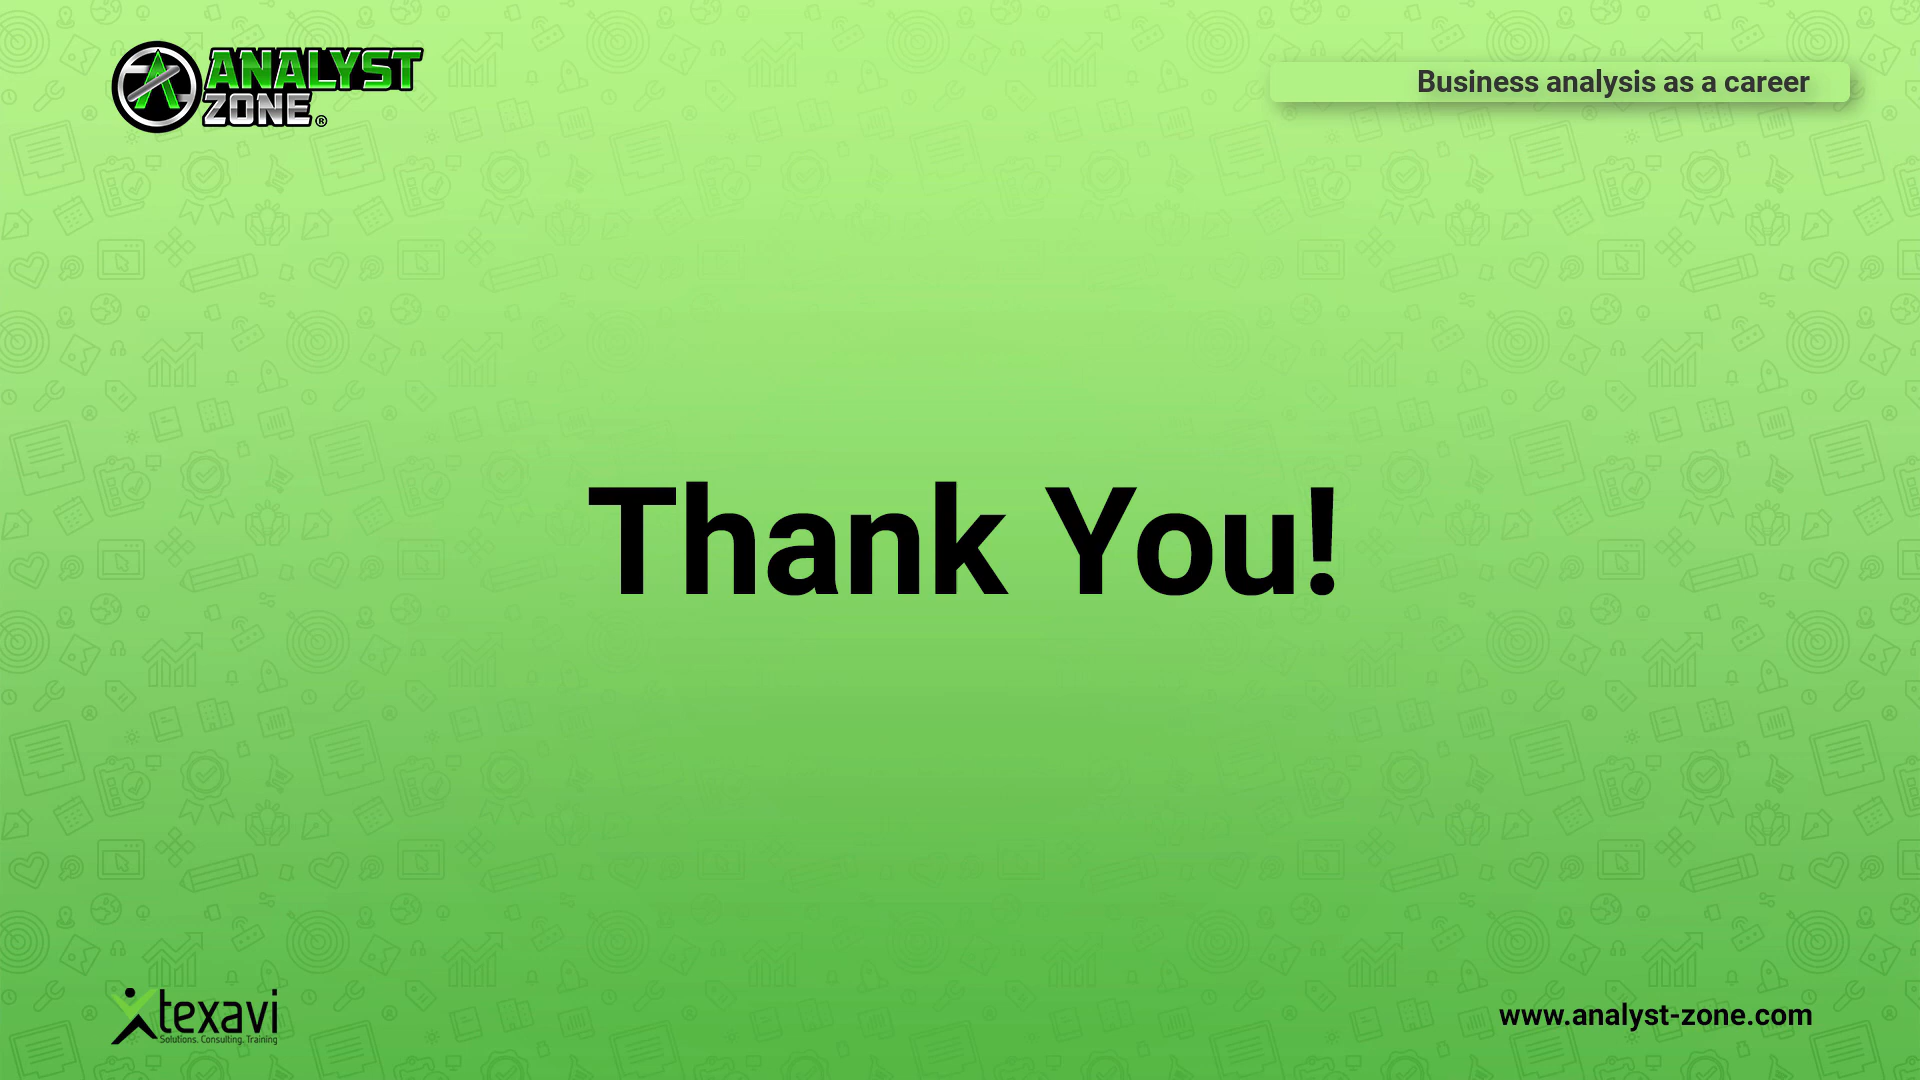 ANALYST
ZONE®
Business analysis as a career
Thank You!
texavi
Solutions. Consulting. Training
www.analyst-zone.com